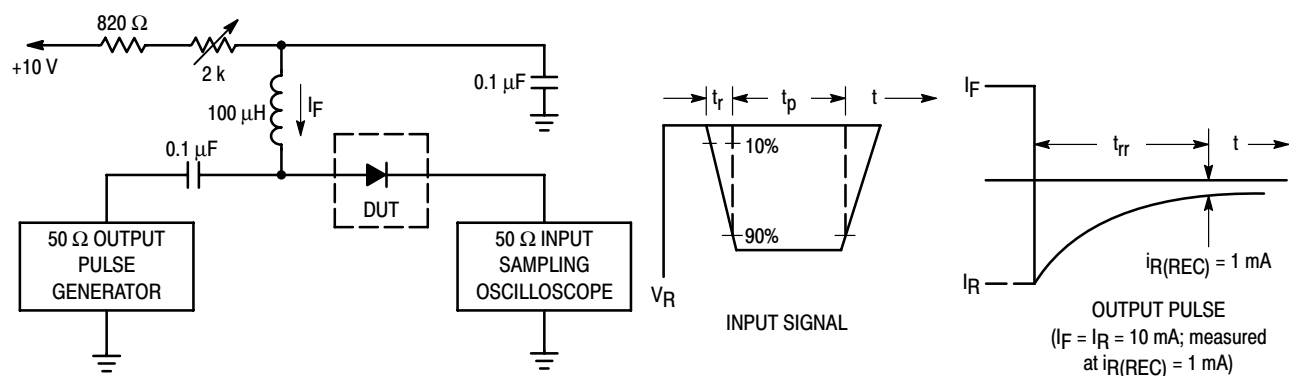 820 Ω
+10 V
2 k
100 μH
I_F
0.1 μF
0.1 μF
DUT
50 Ω OUTPUT
PULSE
GENERATOR
50 Ω INPUT
SAMPLING
OSCILLOSCOPE
t_r
t_p
t
10%
90%
V_R
INPUT SIGNAL
I_F
t_rr
t
I_R
i_R(REC) = 1 mA
OUTPUT PULSE
(I_F = I_R = 10 mA; measured
at i_R(REC) = 1 mA)